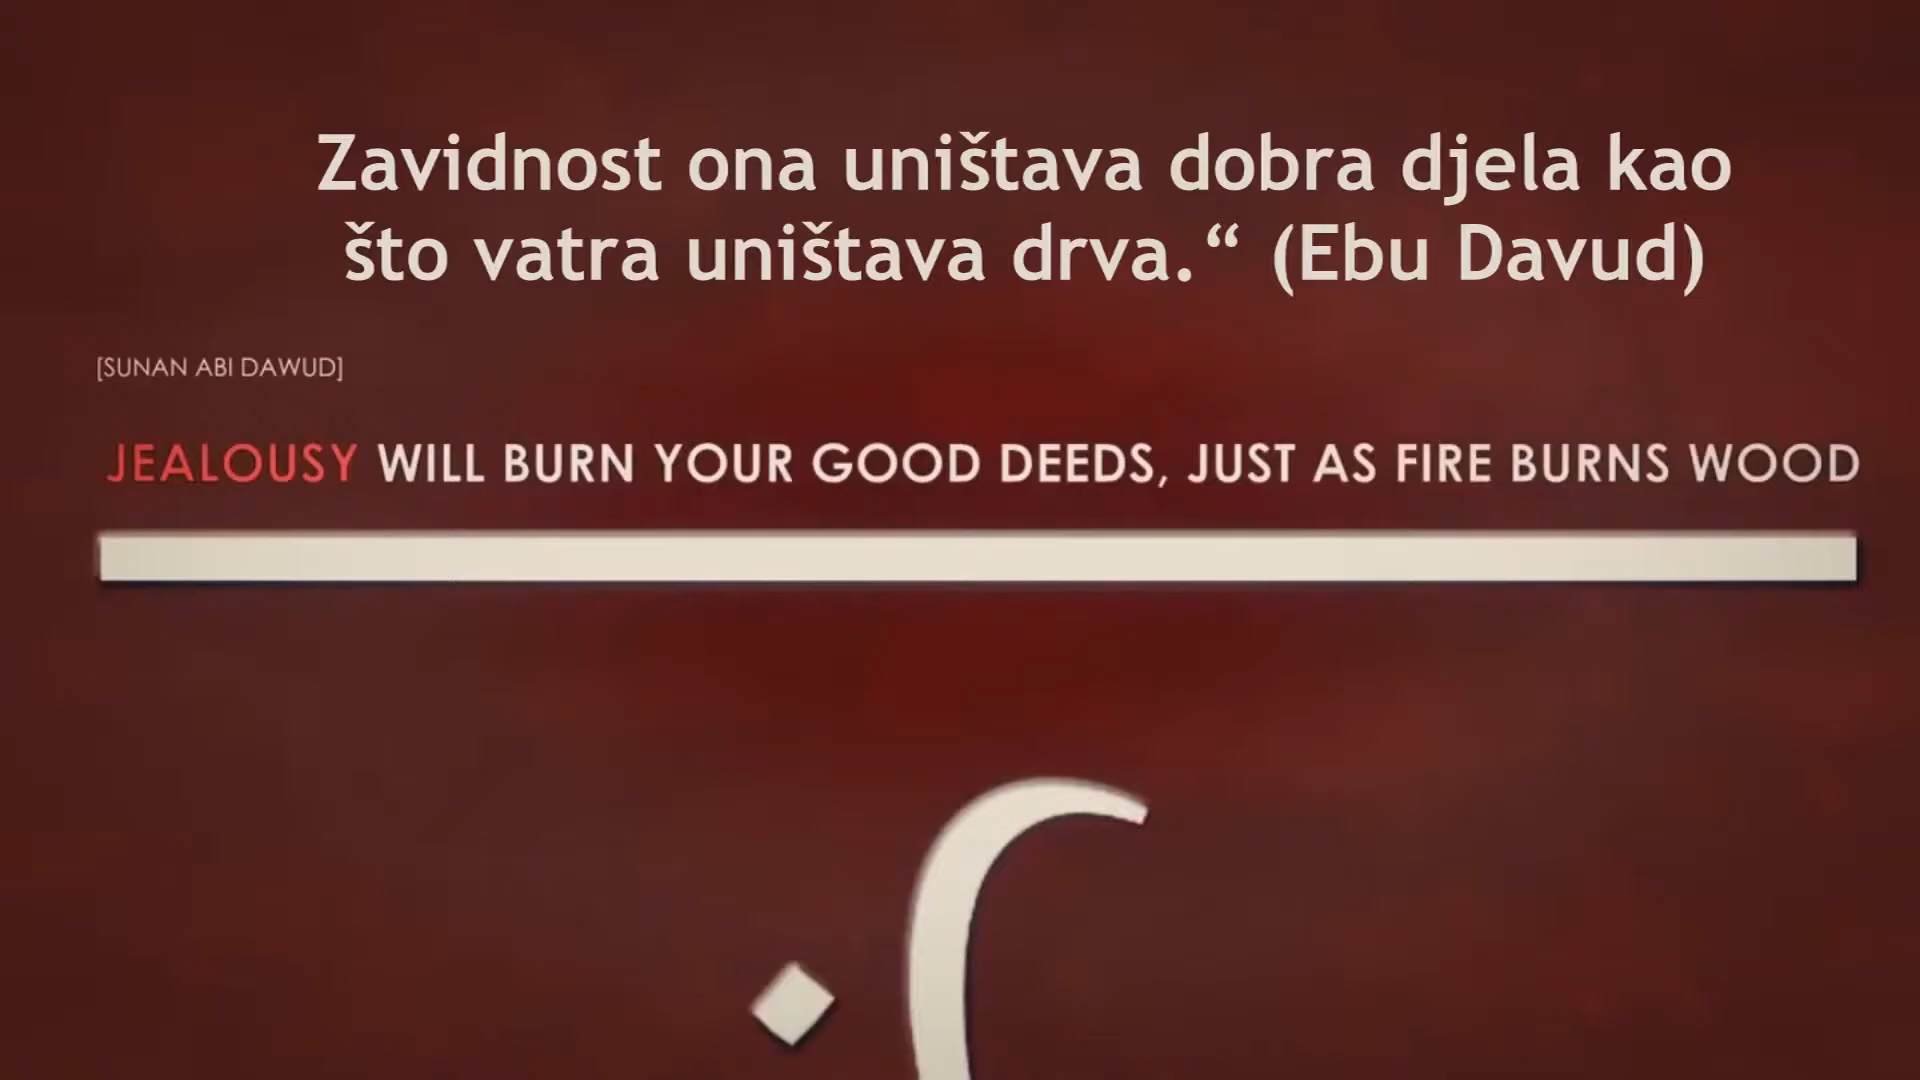 Zavidnost ona uništava dobra djela kao
što vatra uništava drva.“ (Ebu Davud)
[SUNAN ABI DAWUD]
JEALOUSY WILL BURN YOUR GOOD DEEDS, JUST AS FIRE BURNS WOOD